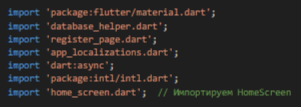 import 'package:flutter/material.dart';
import 'database_helper.dart';
import 'register_page.dart';
import 'app_localizations.dart';
import 'dart:async';
import 'package:intl/intl.dart';
import 'home_screen.dart';  // Импортируем HomeScreen